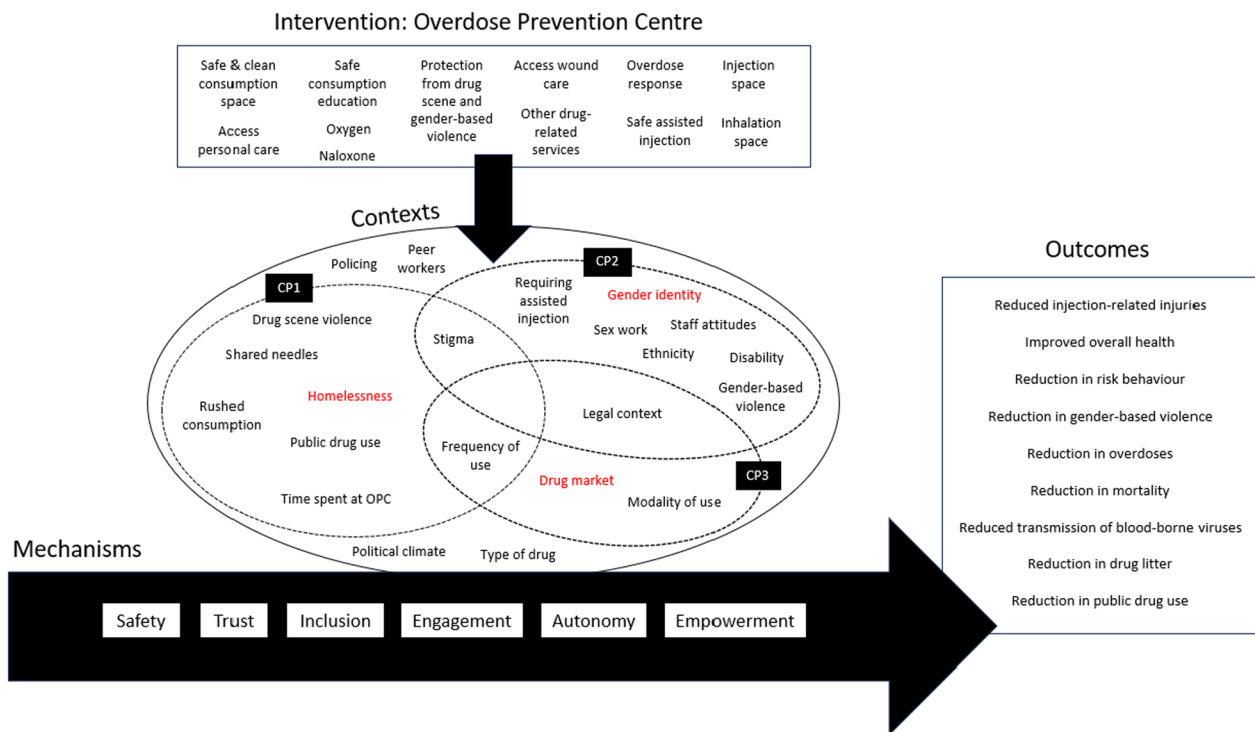 Intervention: Overdose Prevention Centre
Safe & clean
consumption
space
Access
personal care
Safe
consumption
education
Oxygen
Naloxone
Protection
from drug
scene and
gender-based
violence
Access wound
care
Other drug-
related
services
Overdose
response
Safe assisted
injection
Injection
space
Inhalation
space
Contexts
Policing
Peer
workers
CP1
Drug scene violence
Shared needles
Homelessness
Rushed
consumption
Public drug use
Time spent at OPC
Stigma
Frequency of
use
CP2
Requiring
assisted
injection
Gender identity
Sex work
Staff attitudes
Ethnicity
Disability
Gender-based
violence
Legal context
CP3
Drug market
Modality of use
Political climate
Type of drug
Mechanisms
Safety
Trust
Inclusion
Engagement
Autonomy
Empowerment
Outcomes
Reduced injection-related injuries
Improved overall health
Reduction in risk behaviour
Reduction in gender-based violence
Reduction in overdoses
Reduction in mortality
Reduced transmission of blood-borne viruses
Reduction in drug litter
Reduction in public drug use